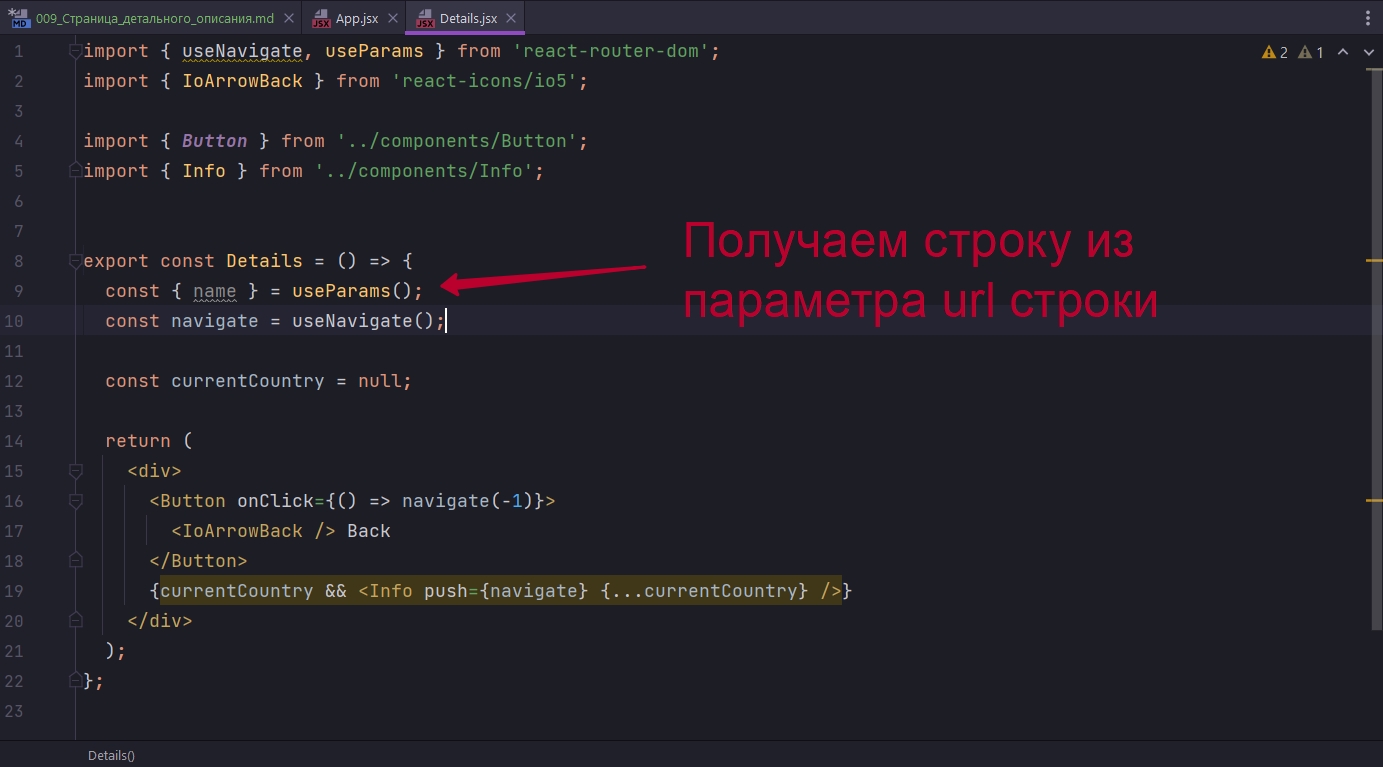 MD 009_Страница_детального_описания.md JSX App.jsx JSX Details.jsx
1 import { useNavigate, useParams } from 'react-router-dom'; 2 1
2 import { IoArrowBack } from 'react-icons/io5';
3
4 import { Button } from '../components/Button';
5 import { Info } from '../components/Info';
6
7
8 export const Details = () => {
9 const { name } = useParams();
10 const navigate = useNavigate();
11
12 const currentCountry = null;
13
14 return (
15 <div>
16 <Button onClick={() => navigate(-1)}>
17 <IoArrowBack /> Back
18 </Button>
19 {currentCountry && <Info push={navigate} {...currentCountry} />}
20 </div>
21 );
22 };
23
Получаем строку из
параметра url строки
Details()